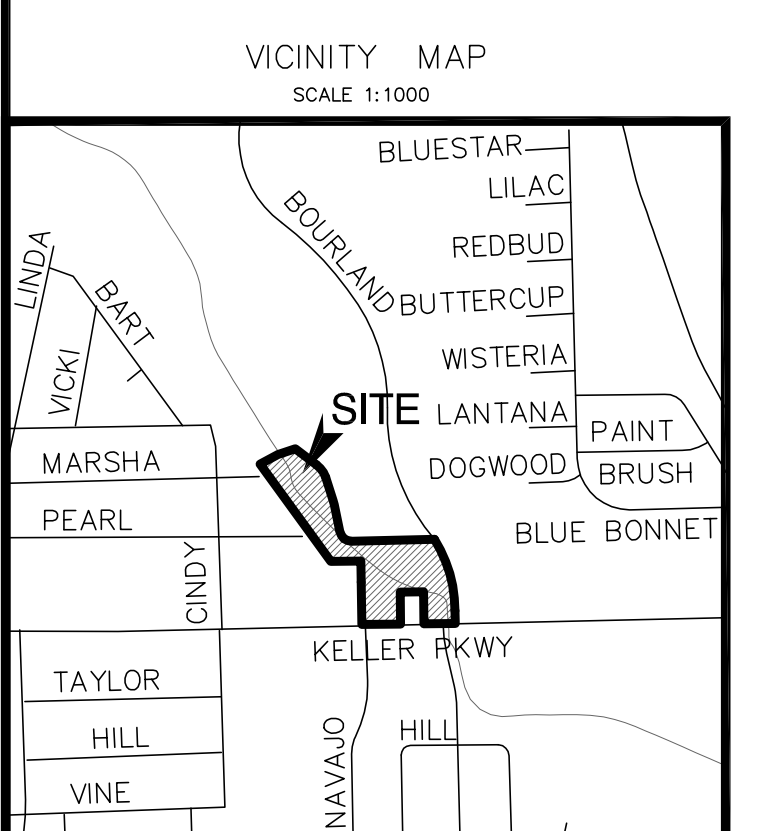 VICINITY MAP
SCALE 1:1000
BLUESTAR
LILAC
BOURLAND
LINDA
REDBUD
BART
BUTTERCUP
VICKI
WISTERIA
SITE
LANTANA
PAINT
MARSHA
DOGWOOD
BRUSH
PEARL
BLUE BONNET
CINDY
KELLER PKWY
TAYLOR
HILL
HILL
NAVAJO
VINE